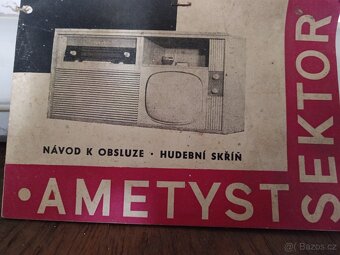 NÁVOD K OBSLUZE • HUDEBNÍ SKŘÍŇ
• AMETYST
SEKTOR
Bazos.cz